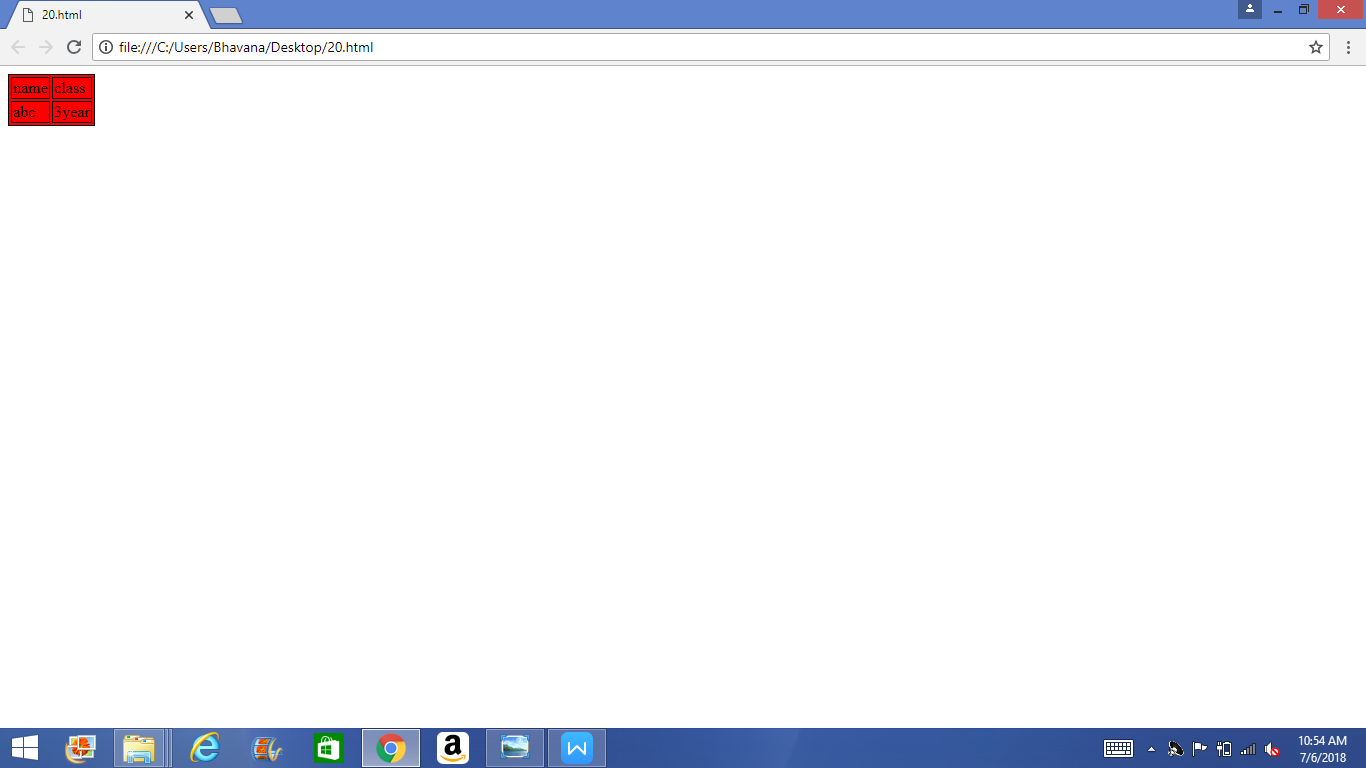 20.html
file:///C:/Users/Bhavana/Desktop/20.html
name class
abc 3year
10:54 AM
7/6/2018